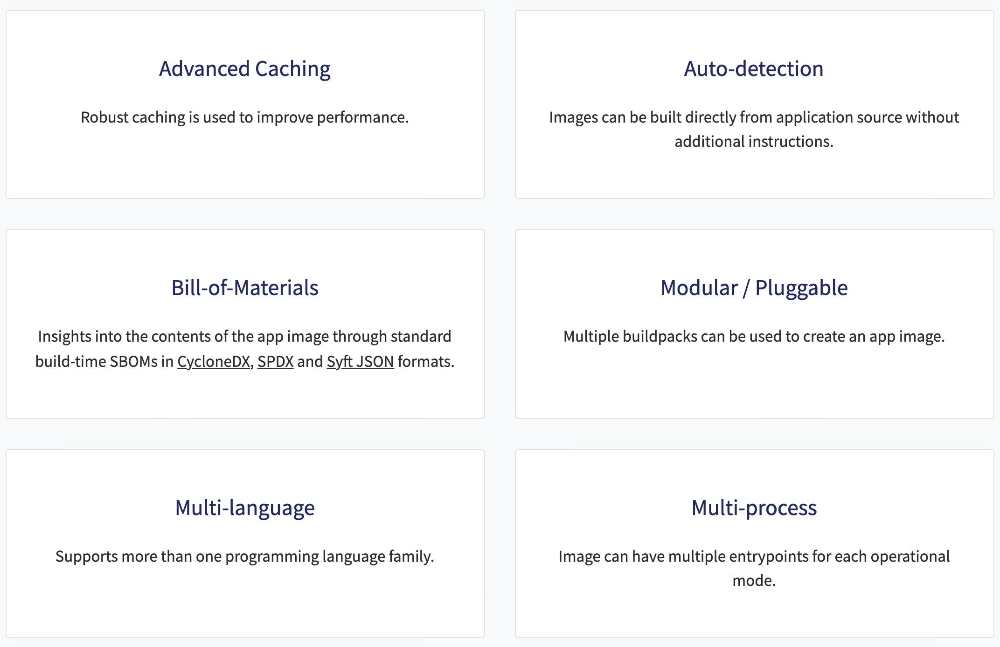 Advanced Caching
Robust caching is used to improve performance.
Auto-detection
Images can be built directly from application source without
additional instructions.
Bill-of-Materials
Insights into the contents of the app image through standard
build-time SBOMs in CycloneDX, SPDX and Syft JSON formats.
Modular / Pluggable
Multiple buildpacks can be used to create an app image.
Multi-language
Supports more than one programming language family.
Multi-process
Image can have multiple entrypoints for each operational
mode.